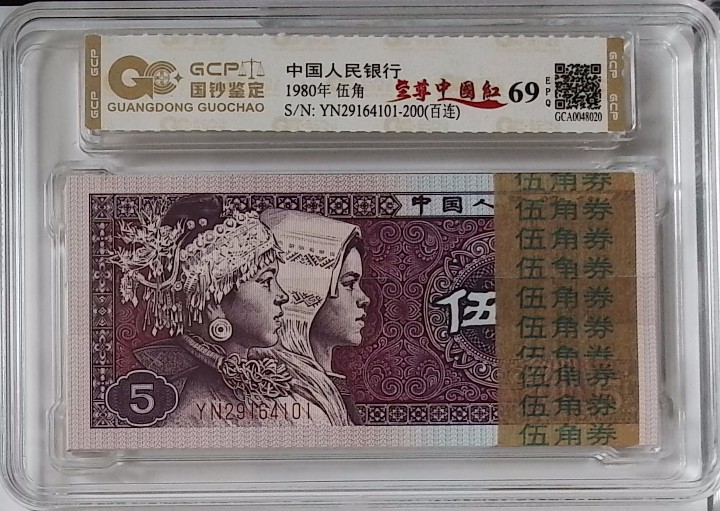 GCP
GCP
GC GCP
国钞鉴定
GUANGDONG GUOCHAO
中国人民银行
1980年 伍角
S/N: YN29164101-200(百连)
至尊中國紅
69
EPQ
GCA0048020
GCP
GCP
中国人
伍
5
YN29164101
伍角券
伍角券
伍角券
伍角券
伍角券
伍角券
伍角券
伍角券
伍角券
伍角券